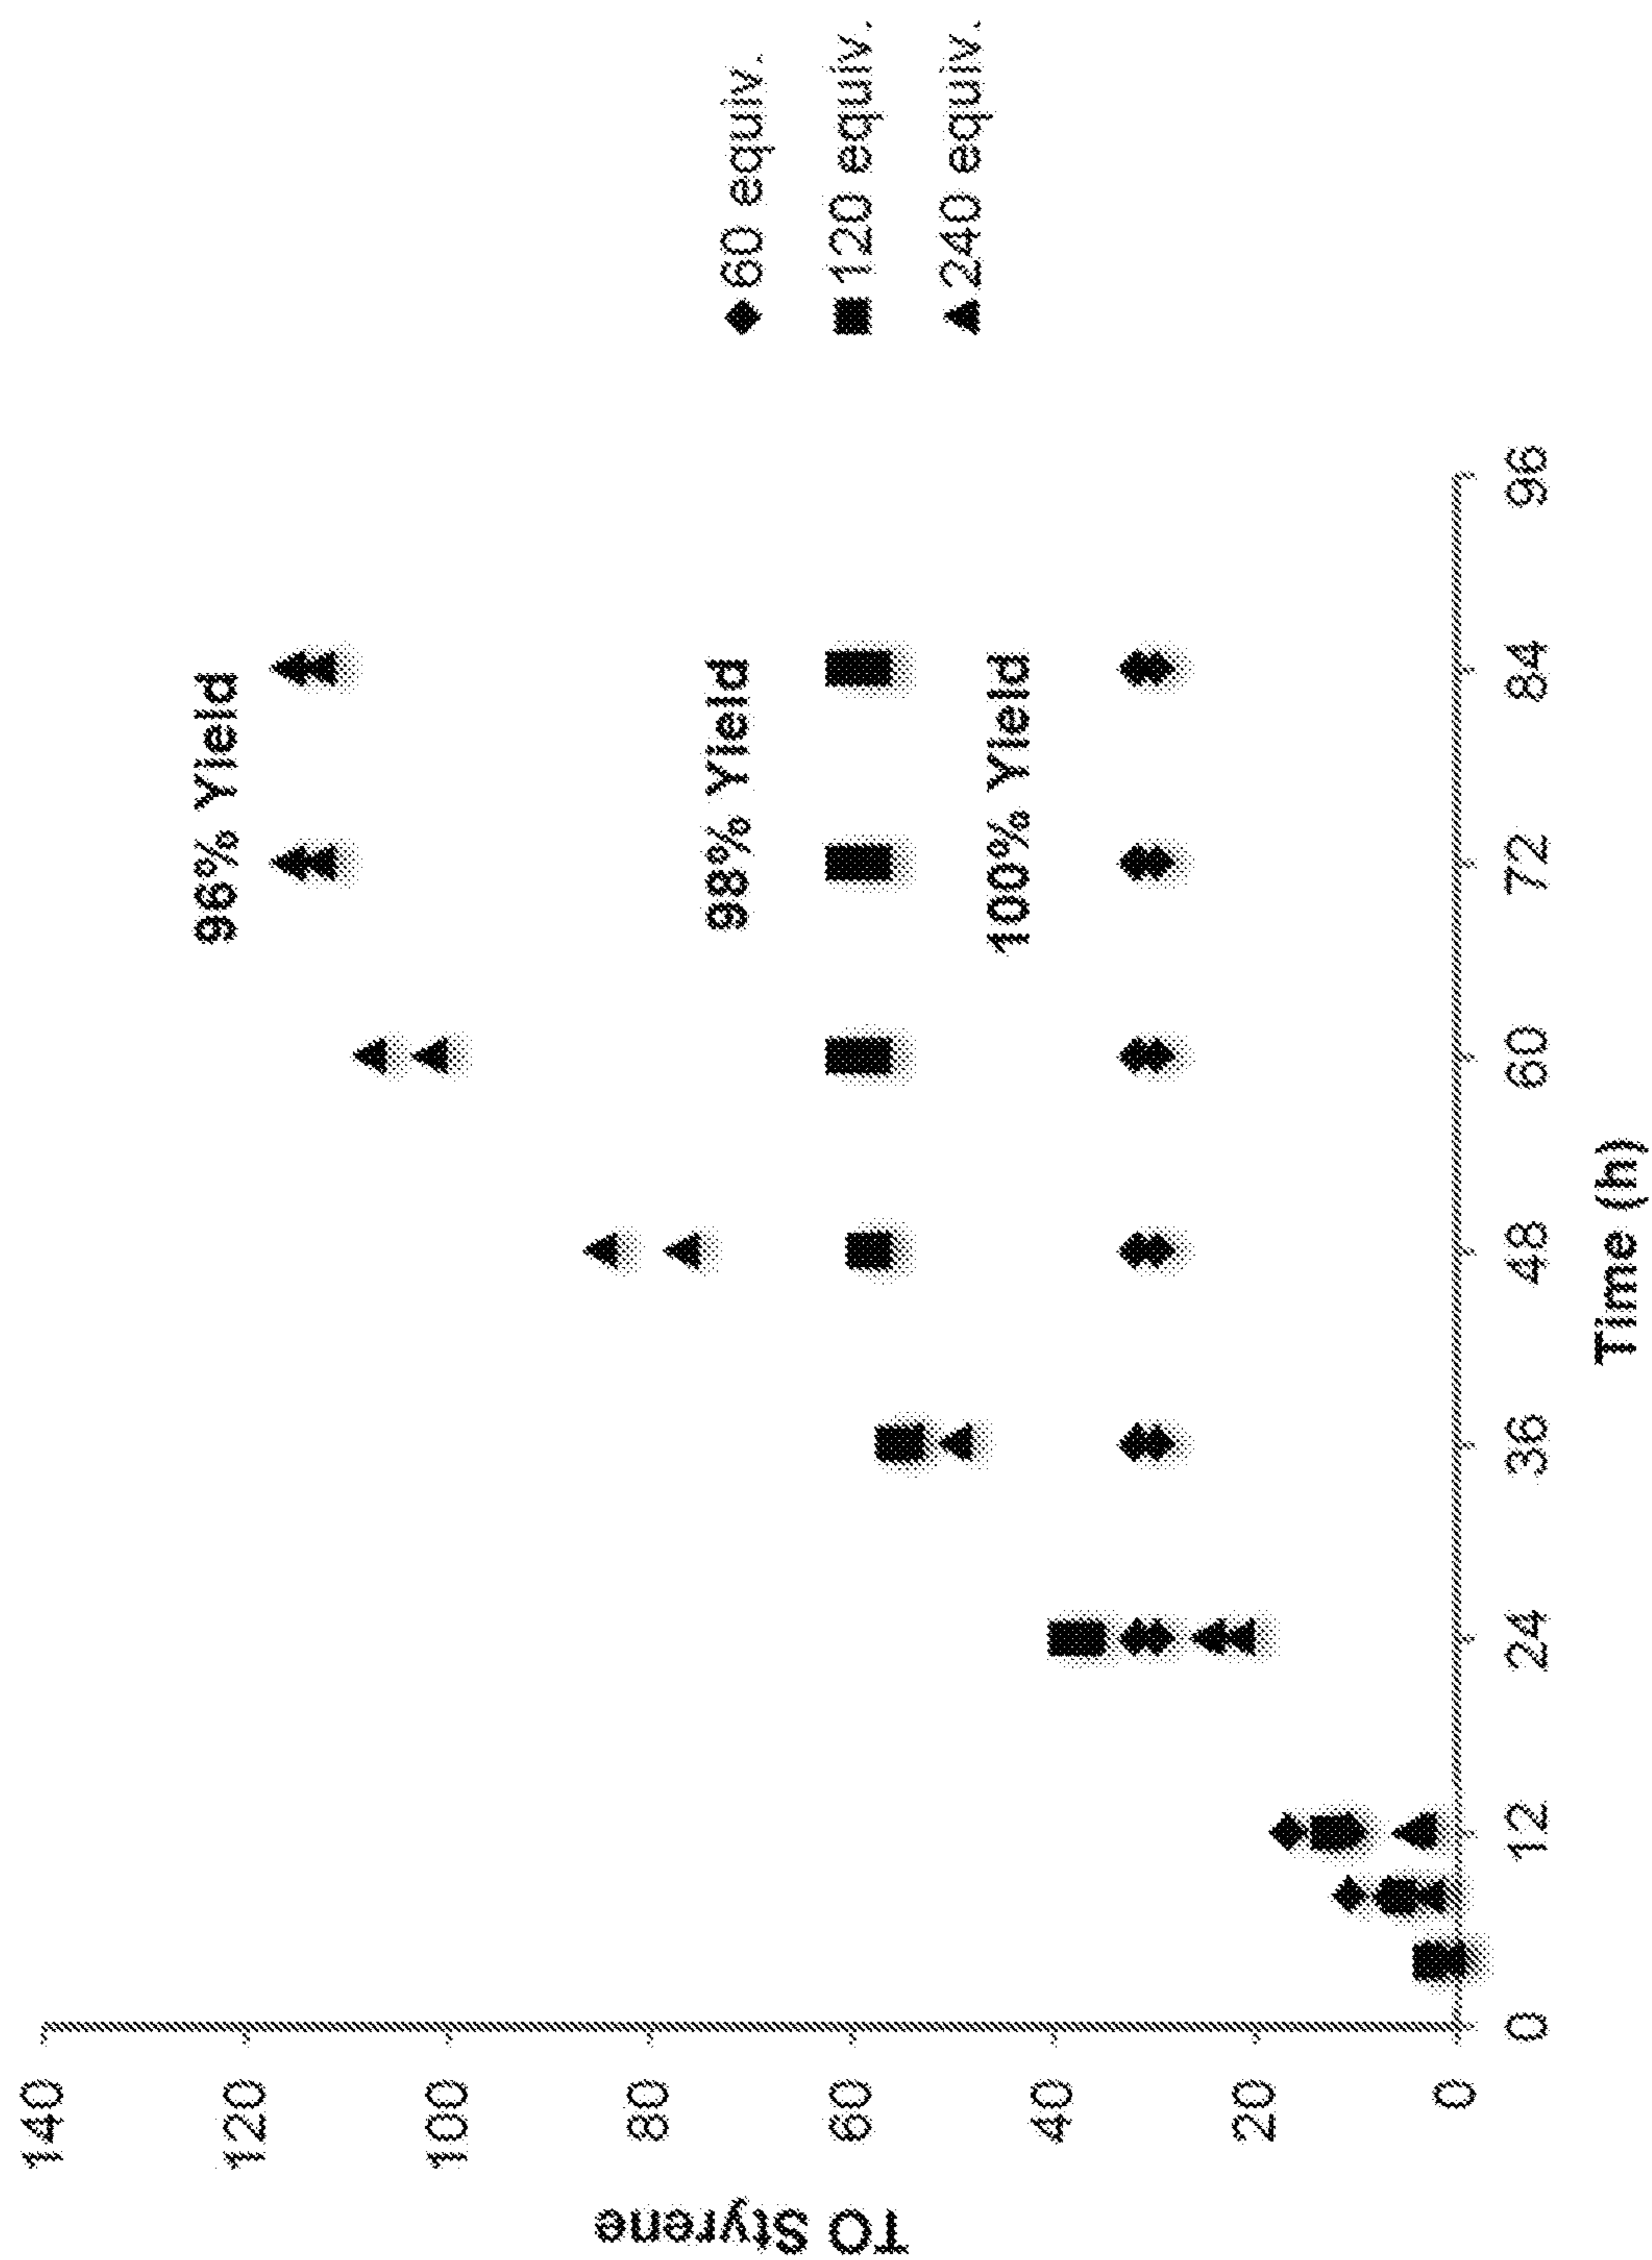 TO Styrene
140
120
100
80
60
40
20
0
0
12
24
36
48
60
72
84
96
Time (h)
96% Yield
98% Yield
100% Yield
60 equiv.
120 equiv.
240 equiv.